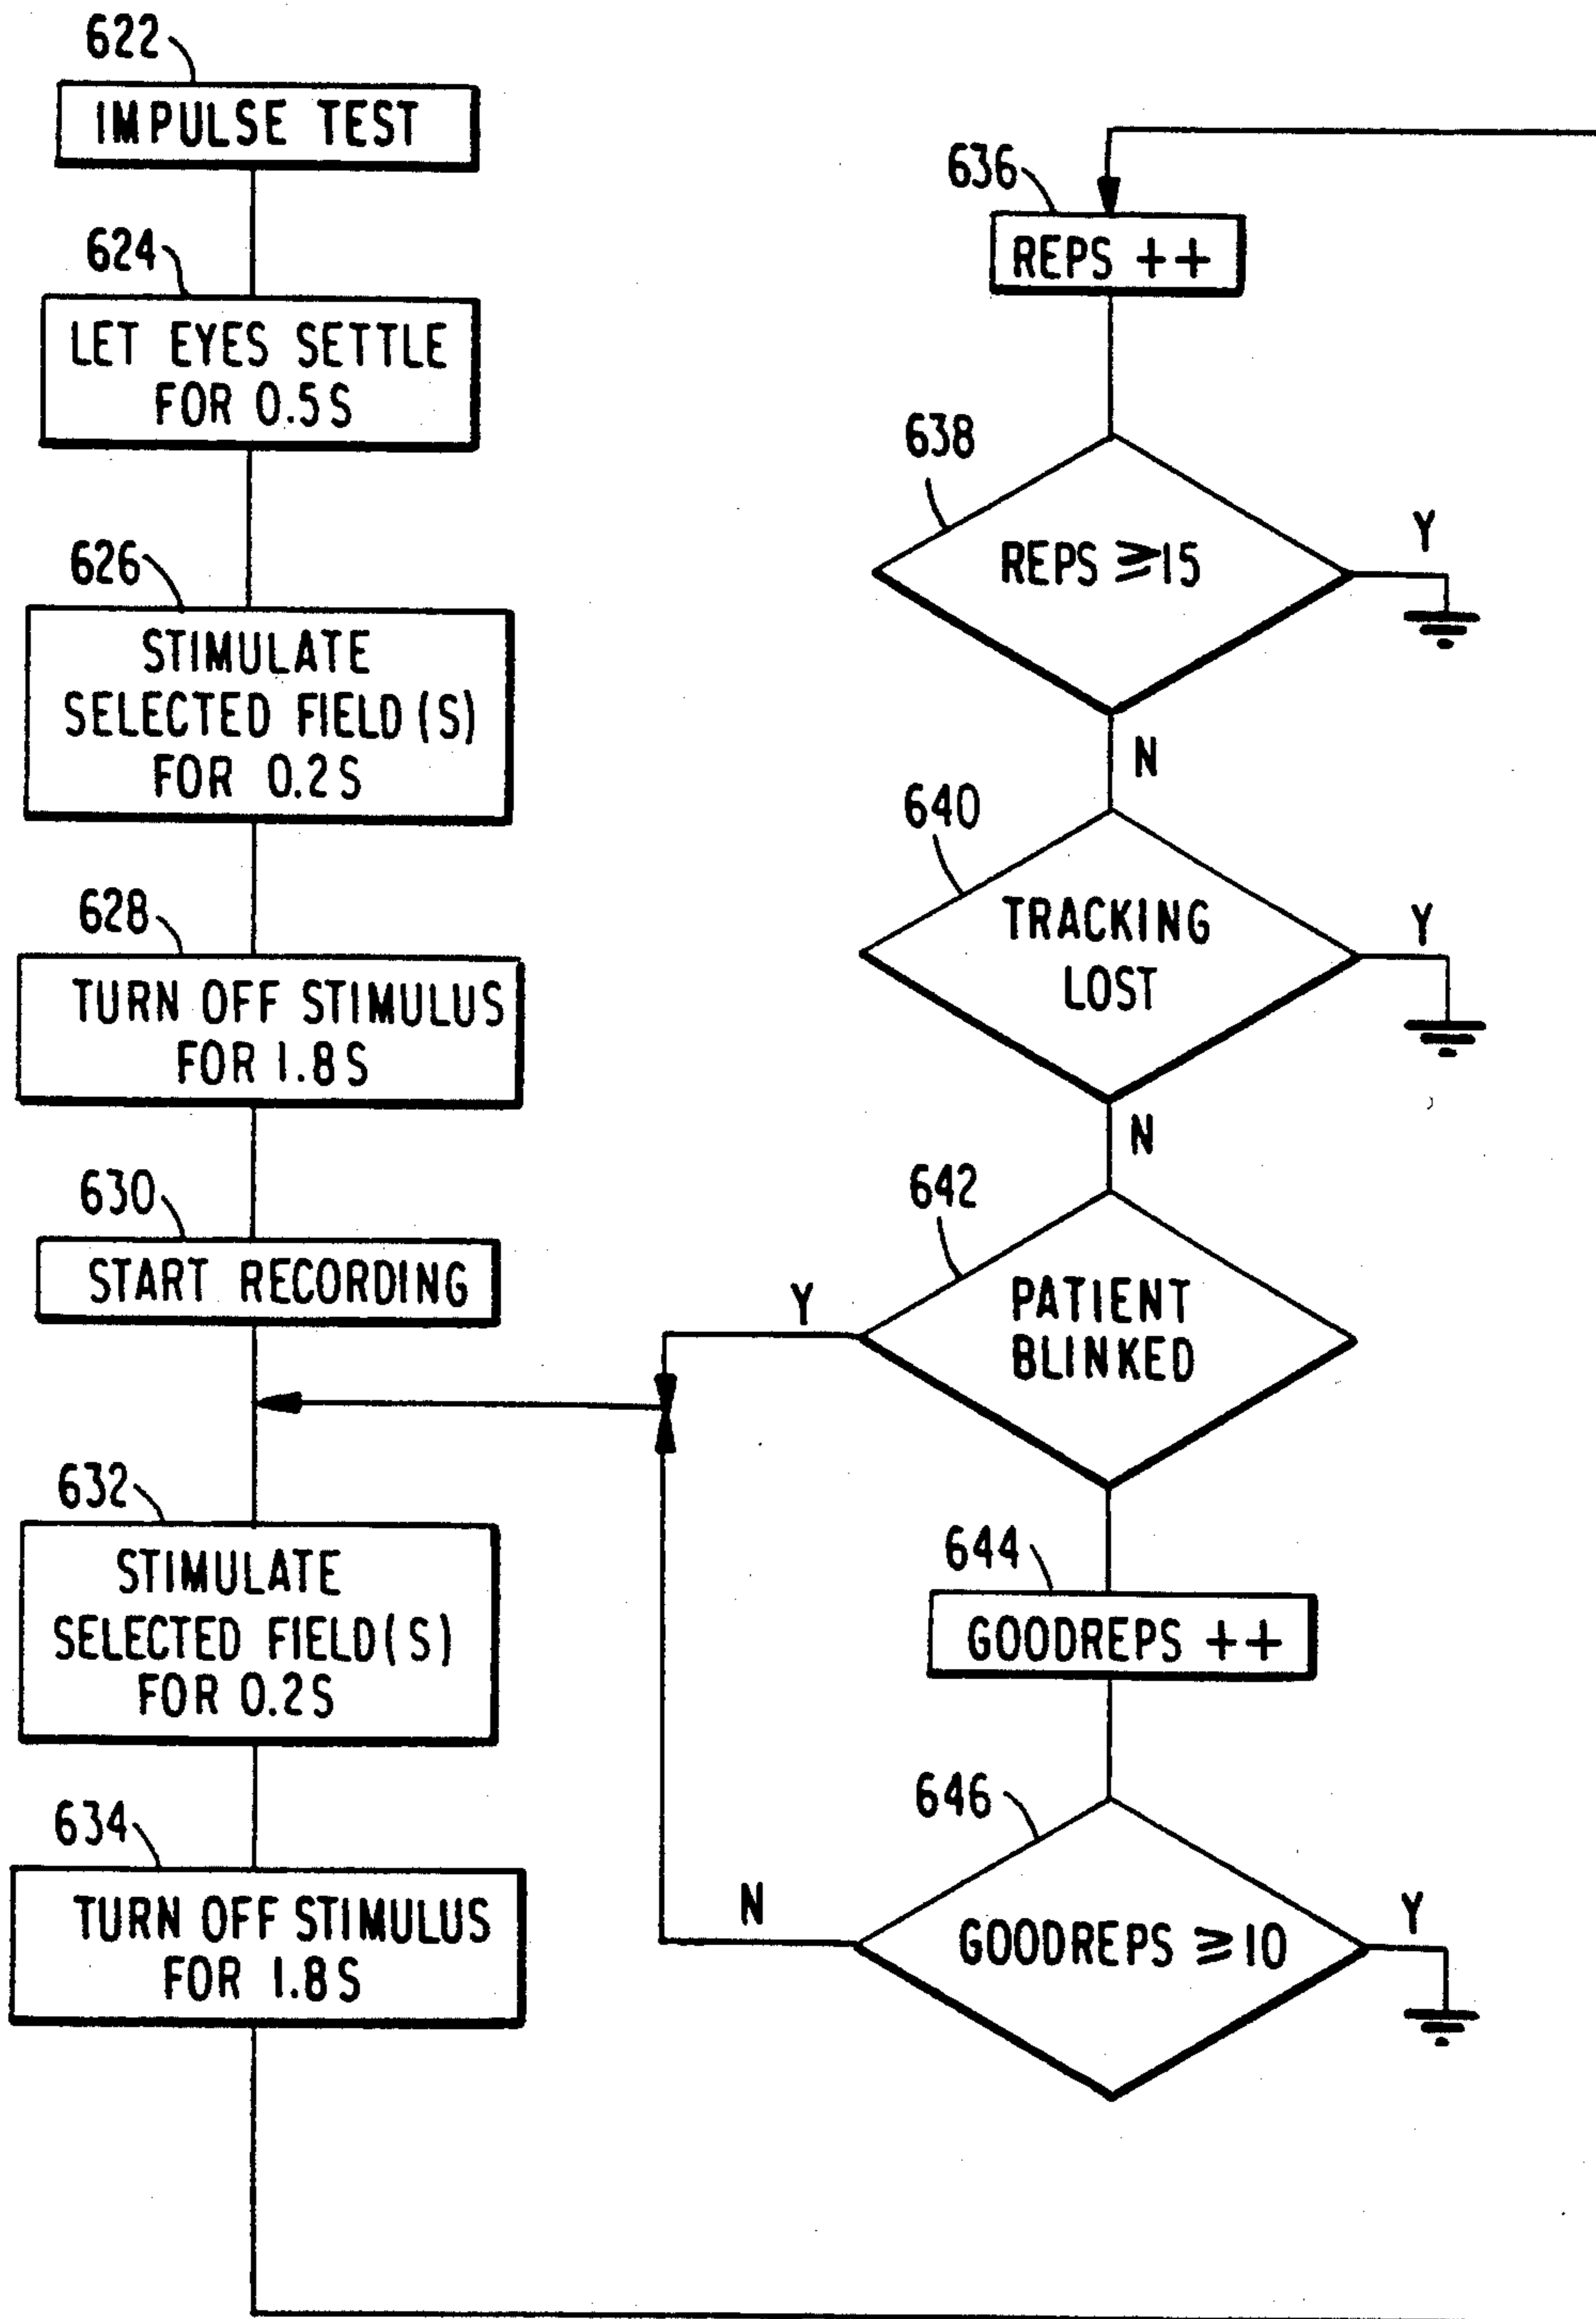 622
IMPULSE TEST
624
LET EYES SETTLE
FOR 0.5S
626
STIMULATE
SELECTED FIELD(S)
FOR 0.2S
628
TURN OFF STIMULUS
FOR 1.8S
630
START RECORDING
632
STIMULATE
SELECTED FIELD(S)
FOR 0.2S
634
TURN OFF STIMULUS
FOR 1.8S
636
REPS ++
638
REPS ≥15
Y
N
640
TRACKING
LOST
Y
N
642
PATIENT
BLINKED
Y
644
GOODREPS ++
646
GOODREPS ≥10
N
Y